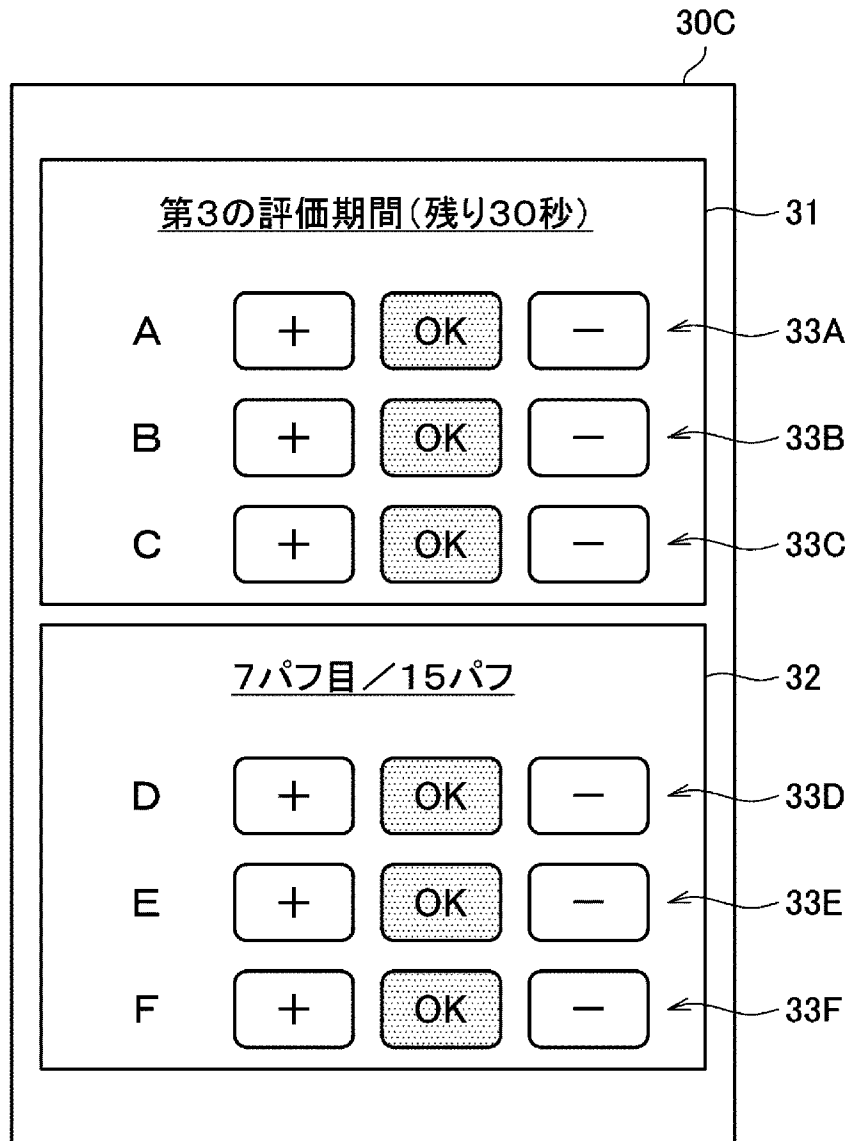 30C
第3の評価期間（残り30秒） 31
A + OK − 33A
B + OK − 33B
C + OK − 33C
7パフ目／15パフ 32
D + OK − 33D
E + OK − 33E
F + OK − 33F